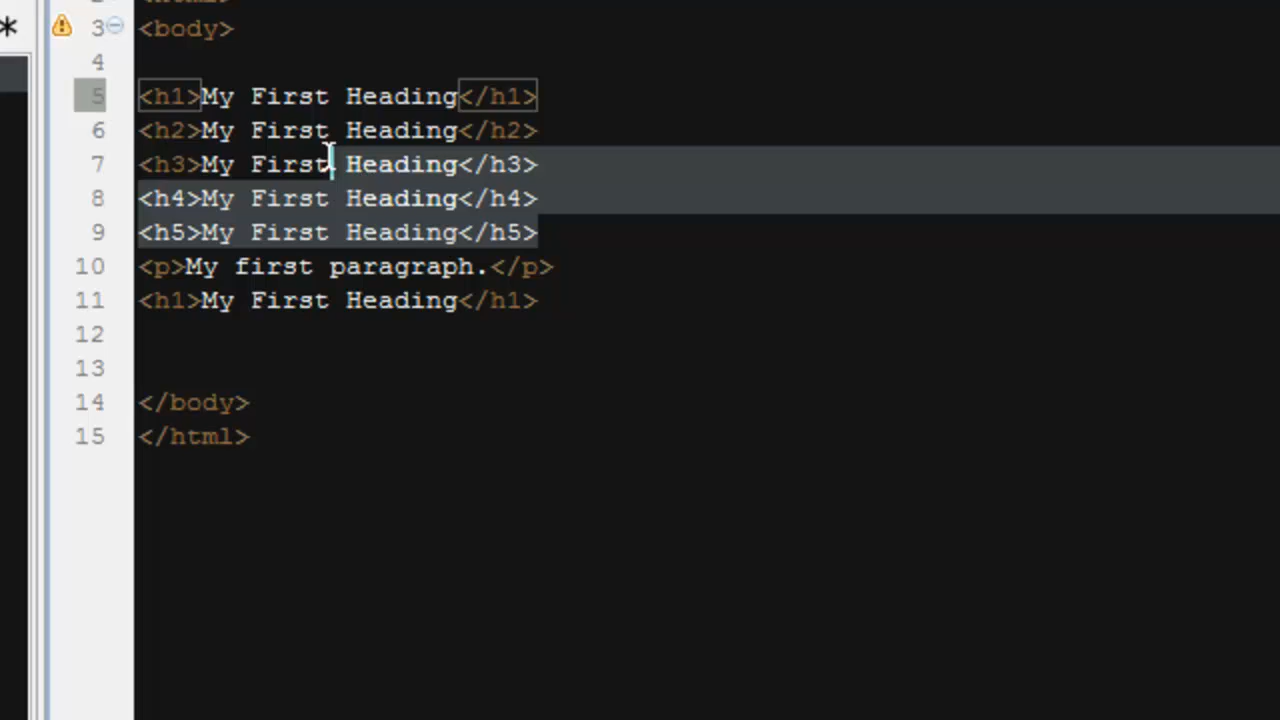 *
3 <body>
4
5 <h1>My First Heading</h1>
6 <h2>My First Heading</h2>
7 <h3>My First Heading</h3>
8 <h4>My First Heading</h4>
9 <h5>My First Heading</h5>
10 <p>My first paragraph.</p>
11 <h1>My First Heading</h1>
12
13
14 </body>
15 </html>